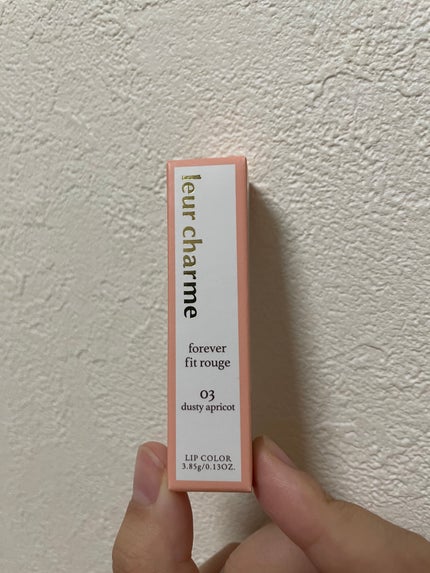 leur charme
forever
fit rouge
03
dusty apricot
LIP COLOR
3.85g/0.13OZ.